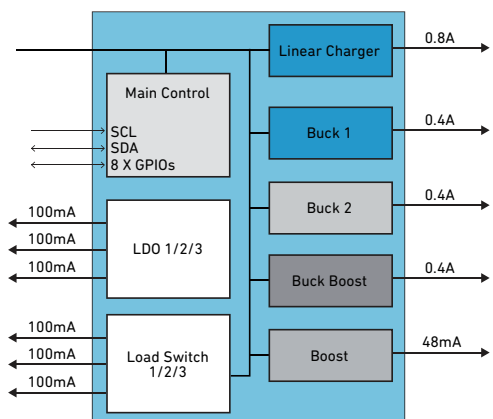 Linear Charger
0.8A
Main Control
SCL
SDA
8 X GPIOs
Buck 1
0.4A
Buck 2
0.4A
100mA
100mA
100mA
LDO 1/2/3
Buck Boost
0.4A
100mA
100mA
100mA
Load Switch
1/2/3
Boost
48mA